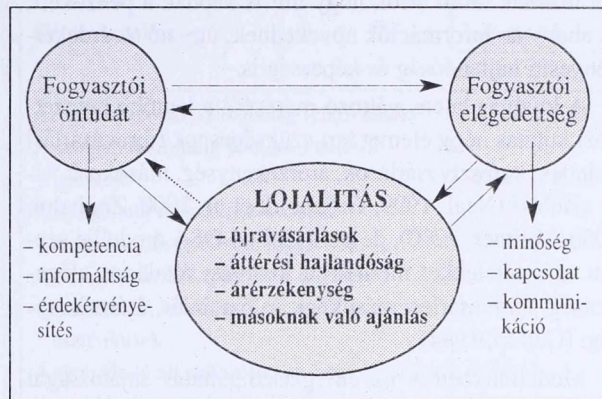 Fogyasztói
öntudat
Fogyasztói
elégedettség
LOJALITÁS
– újravásárlások
– áttérési hajlandóság
– árérzékenység
– másoknak való ajánlás
– kompetencia
– informáltság
– érdekérvénye-
sítés
– minőség
– kapcsolat
– kommuni-
káció